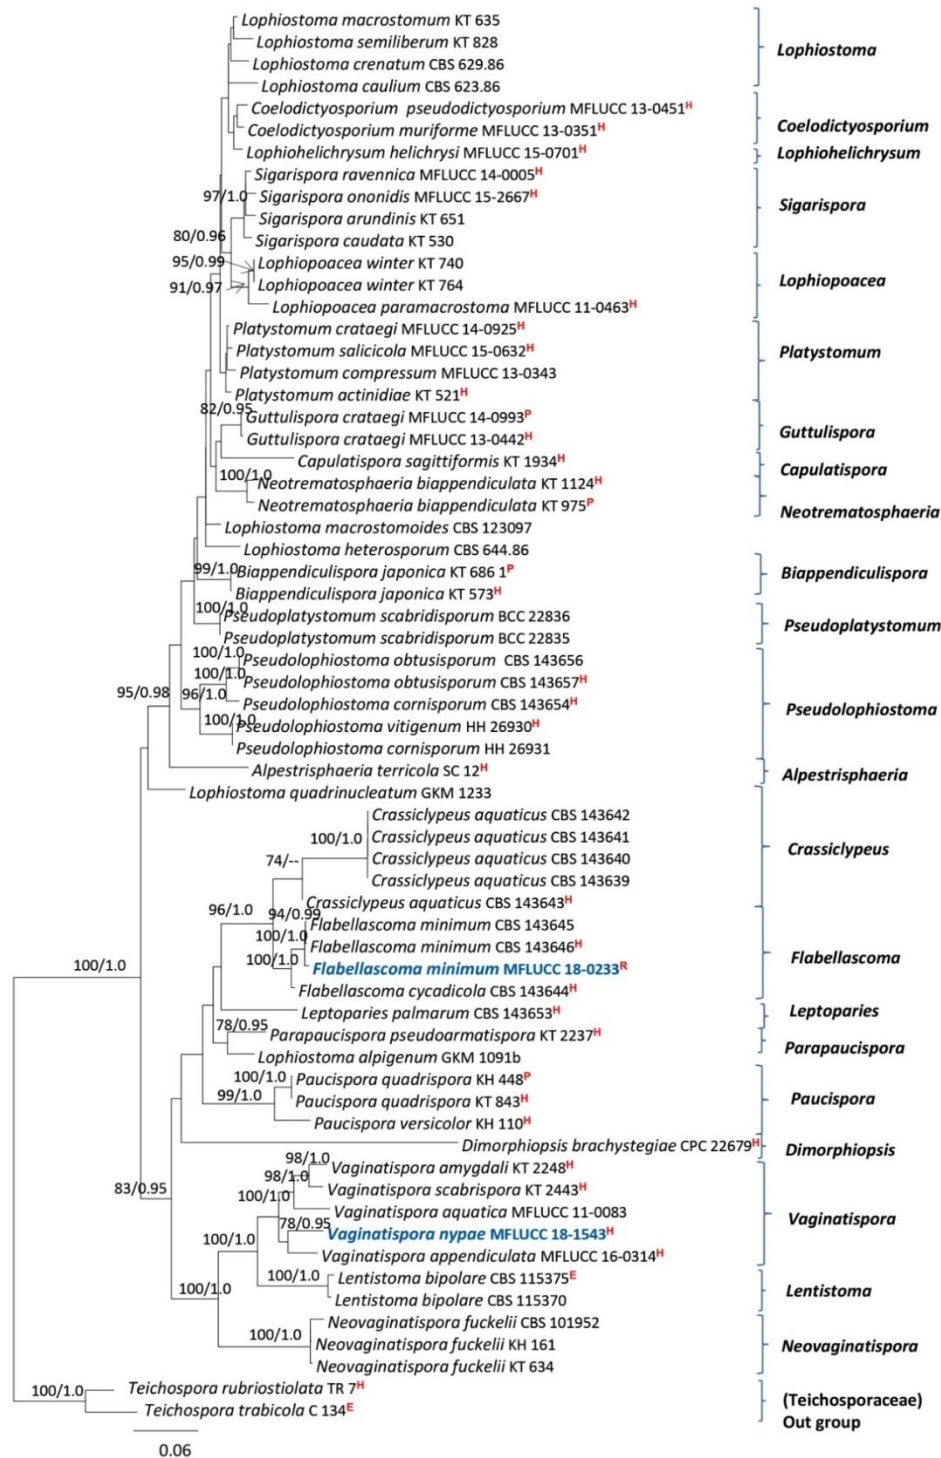 Lophiostoma macrostomum KT 635
Lophiostoma semiliberum KT 828
Lophiostoma
Lophiostoma crenatum CBS 629.86
Lophiostoma caulium CBS 623.86
Coelodictyosporium pseudodictyosporium MFLUCC 13-0451H
Coelodictyosporium muriforme MFLUCC 13-0351H
Coelodictyosporium
Lophiohelichrysum helichrysi MFLUCC 15-0701H
Lophiohelichrysum
Sigarispora ravennica MFLUCC 14-0005H
97/1.0
Sigarispora ononidis MFLUCC 15-2667H
Sigarispora
Sigarispora arundinis KT 651
80/0.96
Sigarispora caudata KT 530
95/0.99
Lophiopoacea winter KT 740
91/0.97
Lophiopoacea winter KT 764
Lophiopoacea
Lophiopoacea paramacrostoma MFLUCC 11-0463H
Platystomum crataegi MFLUCC 14-0925H
Platystomum salicicola MFLUCC 15-0632H
Platystomum
Platystomum compressum MFLUCC 13-0343
Platystomum actinidiae KT 521H
82/0.95
Guttulispora crataegi MFLUCC 14-0993P
Guttulispora crataegi MFLUCC 13-0442H
Guttulispora
Capulatispora sagittiformis KT 1934H
Capulatispora
100/1.0
Neotrematosphaeria biappendiculata KT 1124H
Neotrematosphaeria biappendiculata KT 975P
Neotrematosphaeria
Lophiostoma macrostomoides CBS 123097
Lophiostoma heterosporum CBS 644.86
99/1.0
Biappendiculispora japonica KT 686 1P
Biappendiculispora
Biappendiculispora japonica KT 573H
100/1.0
Pseudoplatystomum scabridisporum BCC 22836
Pseudoplatystomum
Pseudoplatystomum scabridisporum BCC 22835
100/1.0
Pseudolophiostoma obtusisporum CBS 143656
100/1.0
Pseudolophiostoma obtusisporum CBS 143657H
95/0.98
96/1.0
Pseudolophiostoma cornisporum CBS 143654H
Pseudolophiostoma
100/1.0
Pseudolophiostoma vitigenum HH 26930H
Pseudolophiostoma cornisporum HH 26931
Alpestrisphaeria terricola SC 12H
Alpestrisphaeria
Lophiostoma quadrinucleatum GKM 1233
Crassiclypeus aquaticus CBS 143642
100/1.0
Crassiclypeus aquaticus CBS 143641
Crassiclypeus
74/--
Crassiclypeus aquaticus CBS 143640
Crassiclypeus aquaticus CBS 143639
Crassiclypeus aquaticus CBS 143643H
96/1.0
94/0.99
Flabellascoma minimum CBS 143645
100/1.0
Flabellascoma minimum CBS 143646H
Flabellascoma
100/1.0
100/1.0
Flabellascoma minimum MFLUCC 18-0233R
Flabellascoma cycadicola CBS 143644H
Leptoparies palmarum CBS 143653H
Leptoparies
78/0.95
Parapaucispora pseudoarmatispora KT 2237H
Parapaucispora
Lophiostoma alpigenum GKM 1091b
100/1.0
Paucispora quadrispora KH 448P
99/1.0
Paucispora quadrispora KT 843H
Paucispora
Paucispora versicolor KH 110H
Dimorphiopsis brachystegiae CPC 22679H
Dimorphiopsis
98/1.0
Vaginatispora amygdali KT 2248H
98/1.0
83/0.95
Vaginatispora scabrispora KT 2443H
100/1.0
Vaginatispora aquatica MFLUCC 11-0083
Vaginatispora
78/0.95
Vaginatispora nypae MFLUCC 18-1543H
100/1.0
Vaginatispora appendiculata MFLUCC 16-0314H
100/1.0
Lentistoma bipolare CBS 115375E
100/1.0
Lentistoma
Lentistoma bipolare CBS 115370
Neovaginatispora fuckelii CBS 101952
100/1.0
Neovaginatispora fuckelii KH 161
Neovaginatispora
Neovaginatispora fuckelii KT 634
100/1.0
Teichospora rubriostiolata TR 7H
(Teichosporaceae)
Teichospora trabicola C 134E
Out group
0.06